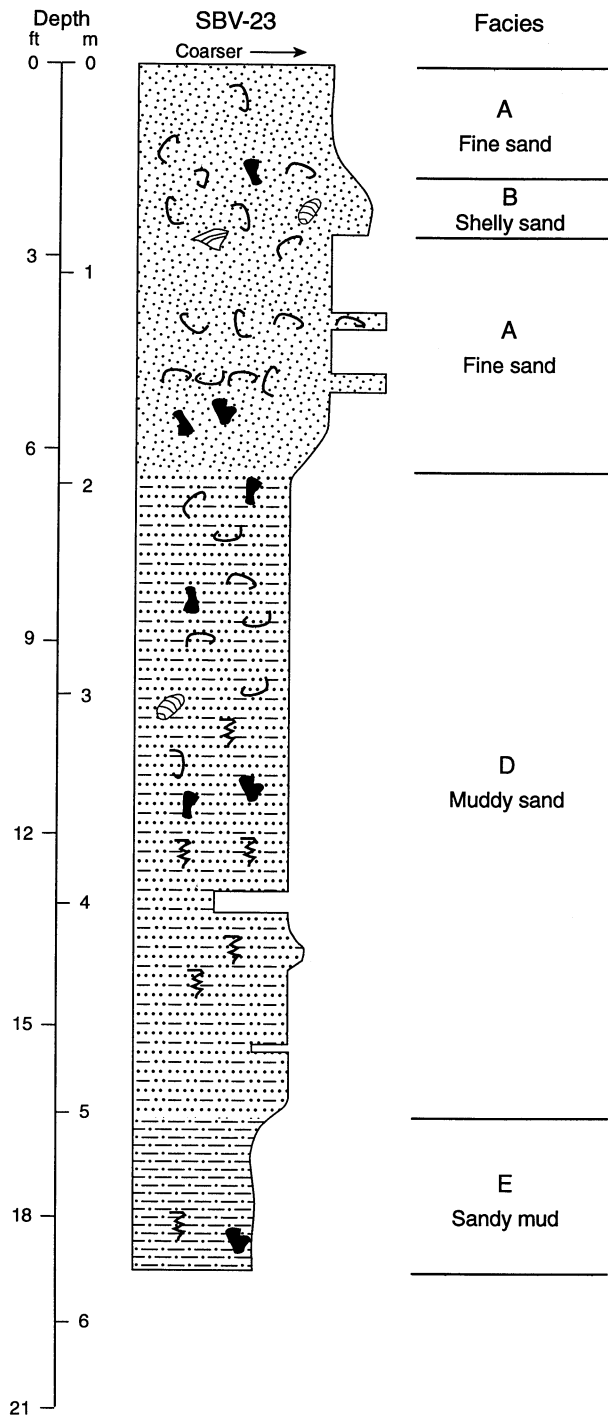 Depth
SBV-23
Facies
ft m
Coarser
0 0
A
Fine sand
B
Shelly sand
3
1
A
Fine sand
6
2
9
3
D
Muddy sand
12
4
15
5
E
Sandy mud
18
6
21